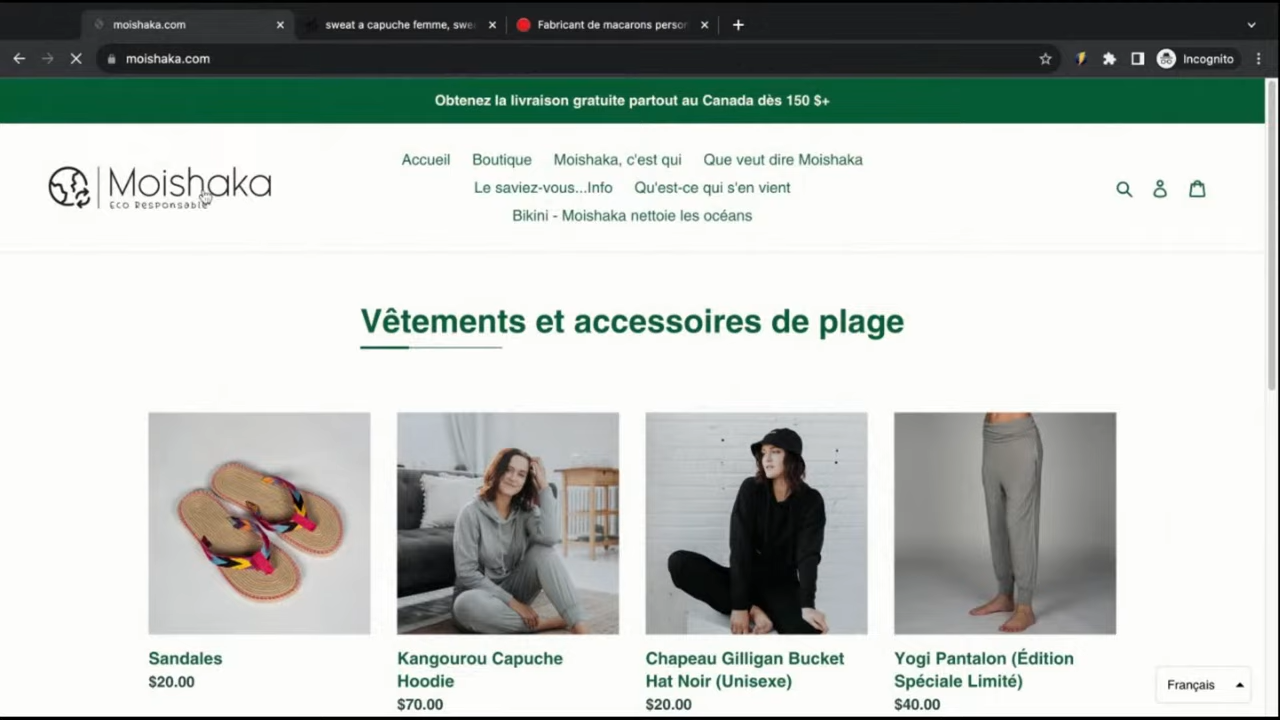 moishaka.com
sweat a capuche femme, swe
Fabricant de macarons person
moishaka.com
Incognito
Obtenez la livraison gratuite partout au Canada dès 150 $+
Moishaka
Eco Responsable
Accueil Boutique Moishaka, c'est qui Que veut dire Moishaka
Le saviez-vous...Info Qu'est-ce qui s'en vient
Bikini - Moishaka nettoie les océans
Vêtements et accessoires de plage
Sandales
$20.00
Kangourou Capuche
Hoodie
$70.00
Chapeau Gilligan Bucket
Hat Noir (Unisexe)
$20.00
Yogi Pantalon (Édition
Spéciale Limité)
$40.00
Français